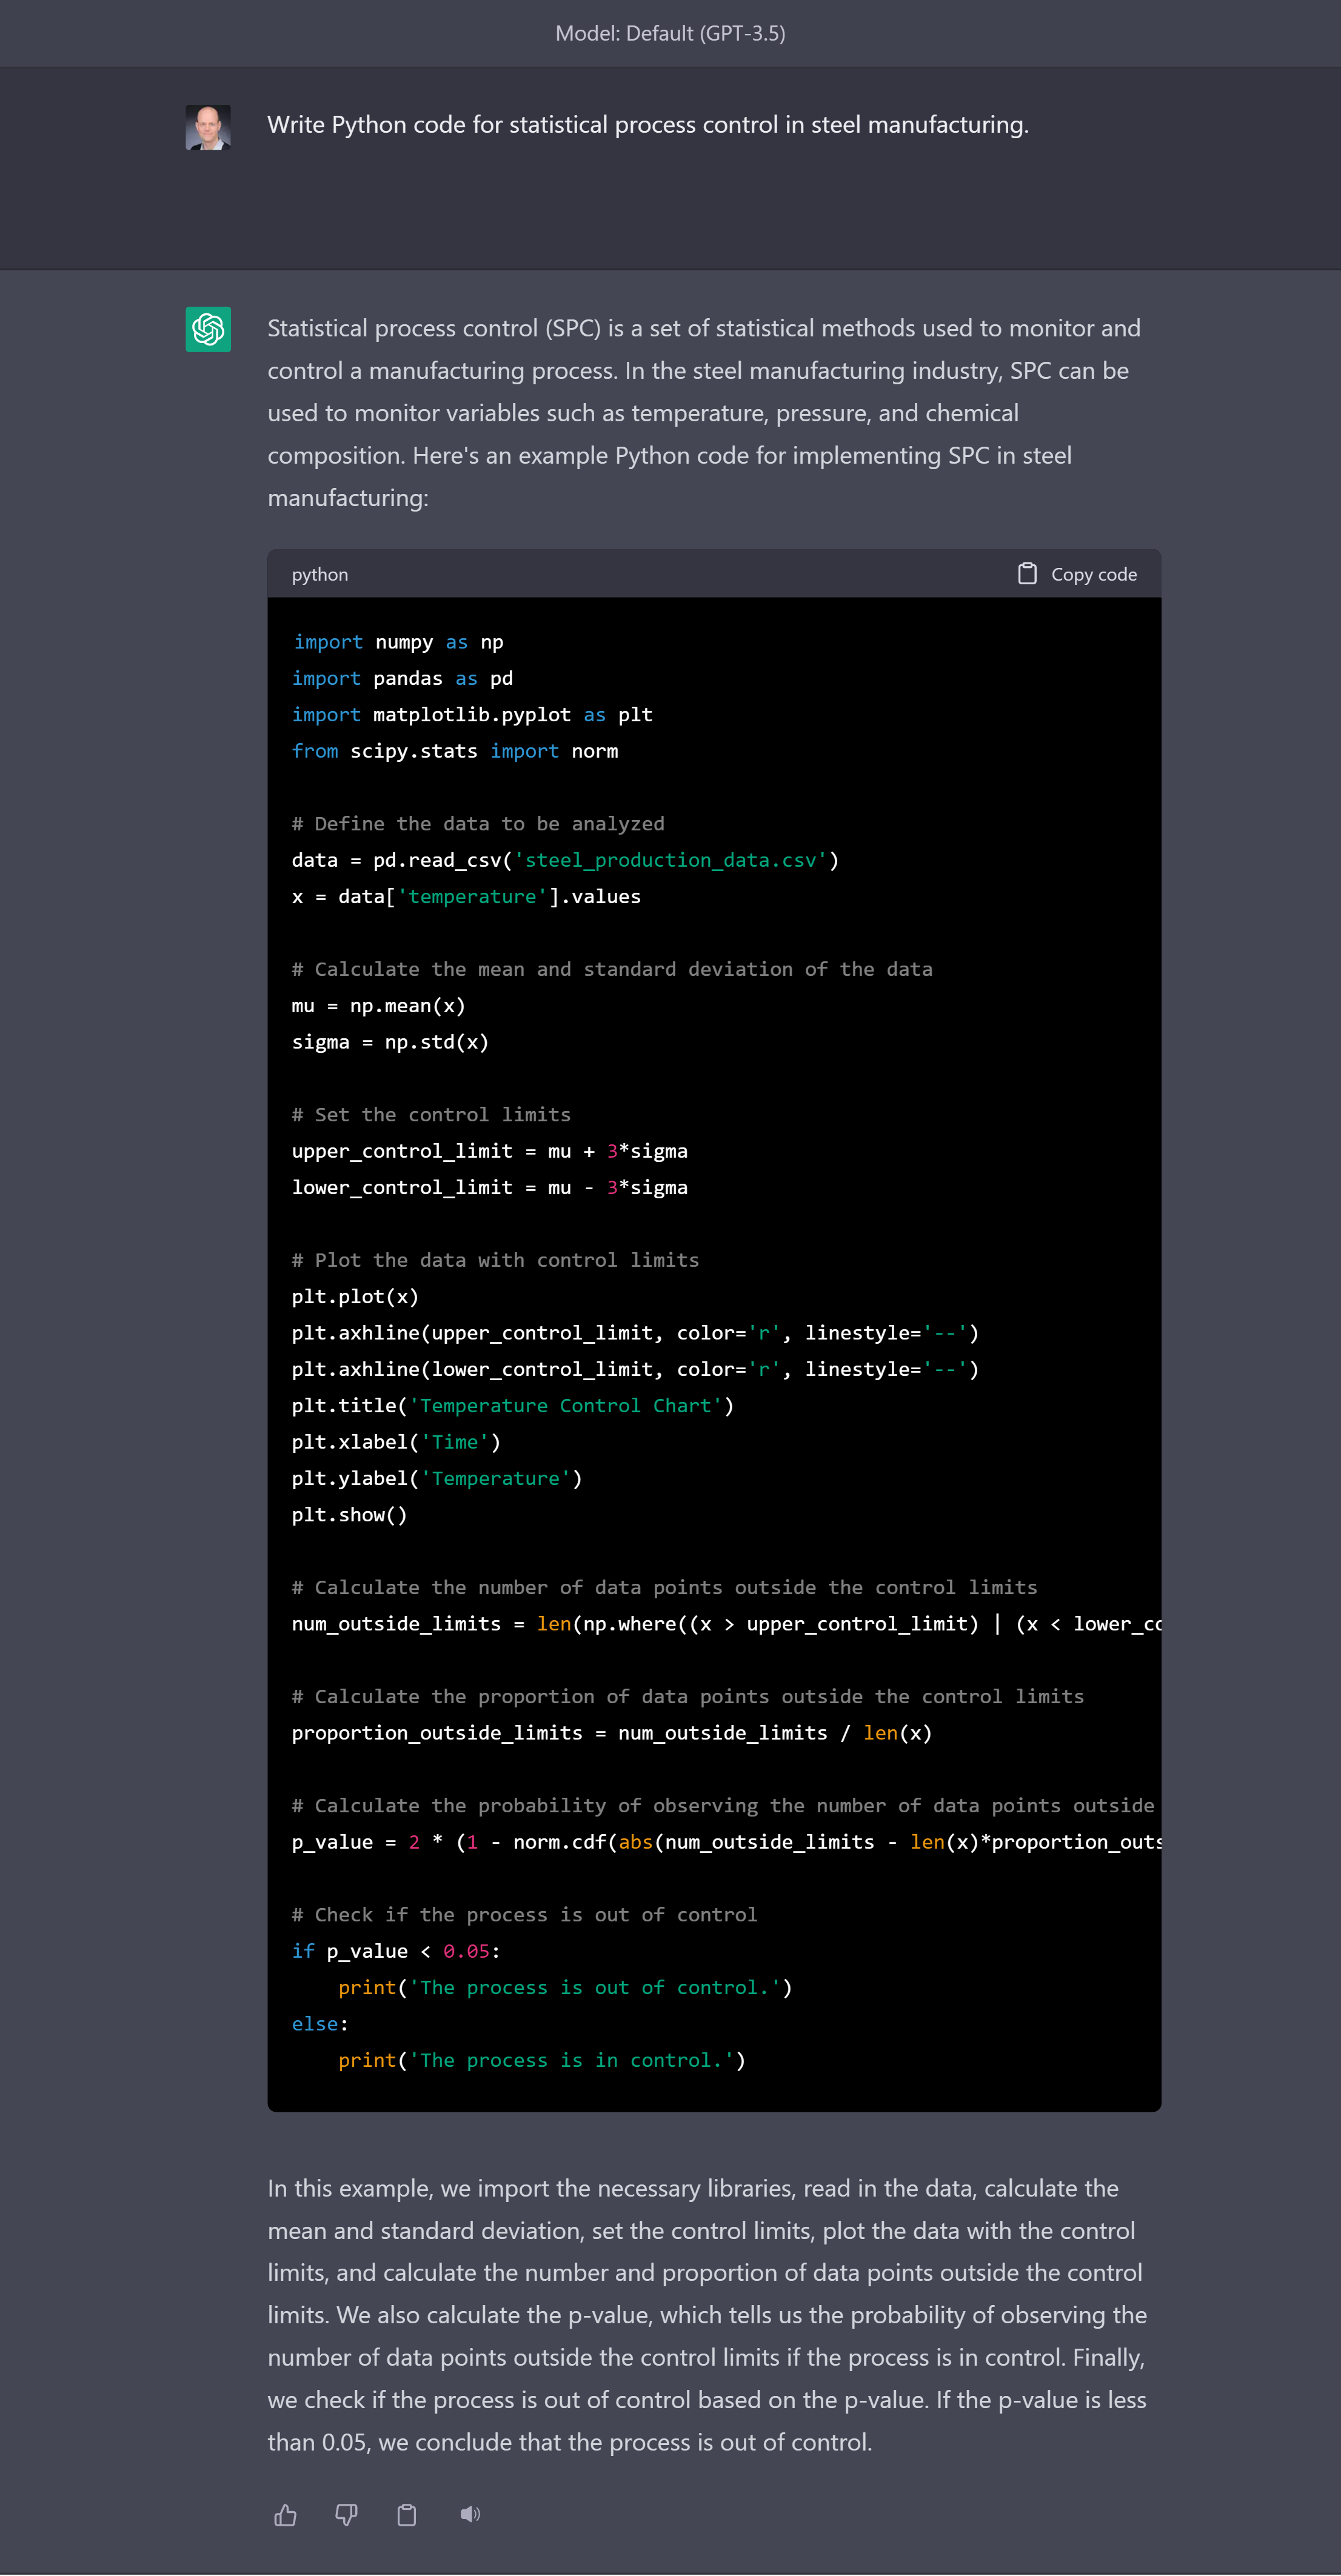 Model: Default (GPT-3.5)
Write Python code for statistical process control in steel manufacturing.
Statistical process control (SPC) is a set of statistical methods used to monitor and
control a manufacturing process. In the steel manufacturing industry, SPC can be
used to monitor variables such as temperature, pressure, and chemical
composition. Here's an example Python code for implementing SPC in steel
manufacturing:
python Copy code
import numpy as np
import pandas as pd
import matplotlib.pyplot as plt
from scipy.stats import norm
# Define the data to be analyzed
data = pd.read_csv('steel_production_data.csv')
x = data['temperature'].values
# Calculate the mean and standard deviation of the data
mu = np.mean(x)
sigma = np.std(x)
# Set the control limits
upper_control_limit = mu + 3*sigma
lower_control_limit = mu - 3*sigma
# Plot the data with control limits
plt.plot(x)
plt.axhline(upper_control_limit, color='r', linestyle='--')
plt.axhline(lower_control_limit, color='r', linestyle='--')
plt.title('Temperature Control Chart')
plt.xlabel('Time')
plt.ylabel('Temperature')
plt.show()
# Calculate the number of data points outside the control limits
num_outside_limits = len(np.where((x > upper_control_limit) | (x < lower_co
# Calculate the proportion of data points outside the control limits
proportion_outside_limits = num_outside_limits / len(x)
# Calculate the probability of observing the number of data points outside
p_value = 2 * (1 - norm.cdf(abs(num_outside_limits - len(x)*proportion_outs
# Check if the process is out of control
if p_value < 0.05:
    print('The process is out of control.')
else:
    print('The process is in control.')
In this example, we import the necessary libraries, read in the data, calculate the
mean and standard deviation, set the control limits, plot the data with the control
limits, and calculate the number and proportion of data points outside the control
limits. We also calculate the p-value, which tells us the probability of observing the
number of data points outside the control limits if the process is in control. Finally,
we check if the process is out of control based on the p-value. If the p-value is less
than 0.05, we conclude that the process is out of control.